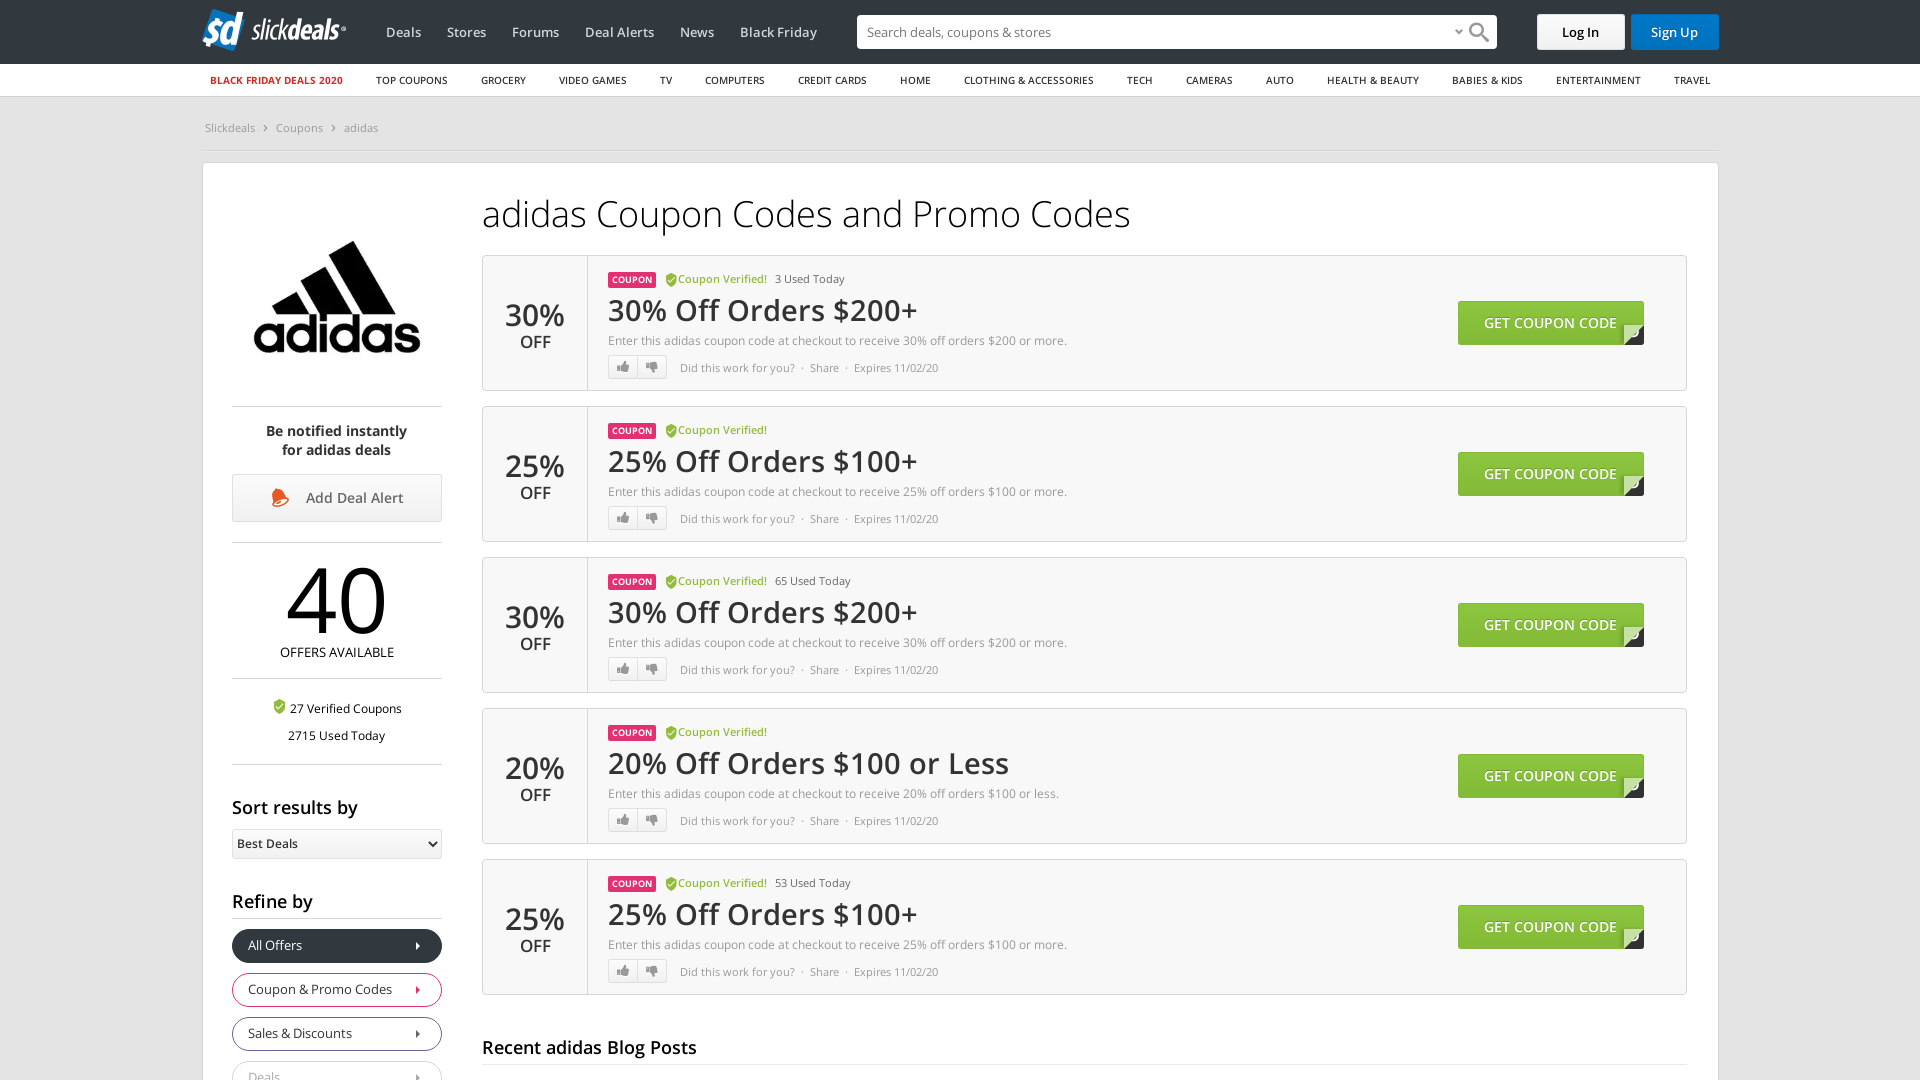 sd slickdeals®
Deals
Stores
Forums
Deal Alerts
News
Black Friday
Search deals, coupons & stores
Log In
Sign Up
BLACK FRIDAY DEALS 2020
TOP COUPONS
GROCERY
VIDEO GAMES
TV
COMPUTERS
CREDIT CARDS
HOME
CLOTHING & ACCESSORIES
TECH
CAMERAS
AUTO
HEALTH & BEAUTY
BABIES & KIDS
ENTERTAINMENT
TRAVEL
Slickdeals › Coupons › adidas
adidas
Be notified instantly
for adidas deals
Add Deal Alert
40
OFFERS AVAILABLE
27 Verified Coupons
2715 Used Today
Sort results by
Best Deals
Refine by
All Offers
Coupon & Promo Codes
Sales & Discounts
Deals
adidas Coupon Codes and Promo Codes
30%
OFF
COUPON Coupon Verified! 3 Used Today
30% Off Orders $200+
Enter this adidas coupon code at checkout to receive 30% off orders $200 or more.
Did this work for you? · Share · Expires 11/02/20
GET COUPON CODE
25%
OFF
COUPON Coupon Verified!
25% Off Orders $100+
Enter this adidas coupon code at checkout to receive 25% off orders $100 or more.
Did this work for you? · Share · Expires 11/02/20
GET COUPON CODE
30%
OFF
COUPON Coupon Verified! 65 Used Today
30% Off Orders $200+
Enter this adidas coupon code at checkout to receive 30% off orders $200 or more.
Did this work for you? · Share · Expires 11/02/20
GET COUPON CODE
20%
OFF
COUPON Coupon Verified!
20% Off Orders $100 or Less
Enter this adidas coupon code at checkout to receive 20% off orders $100 or less.
Did this work for you? · Share · Expires 11/02/20
GET COUPON CODE
25%
OFF
COUPON Coupon Verified! 53 Used Today
25% Off Orders $100+
Enter this adidas coupon code at checkout to receive 25% off orders $100 or more.
Did this work for you? · Share · Expires 11/02/20
GET COUPON CODE
Recent adidas Blog Posts